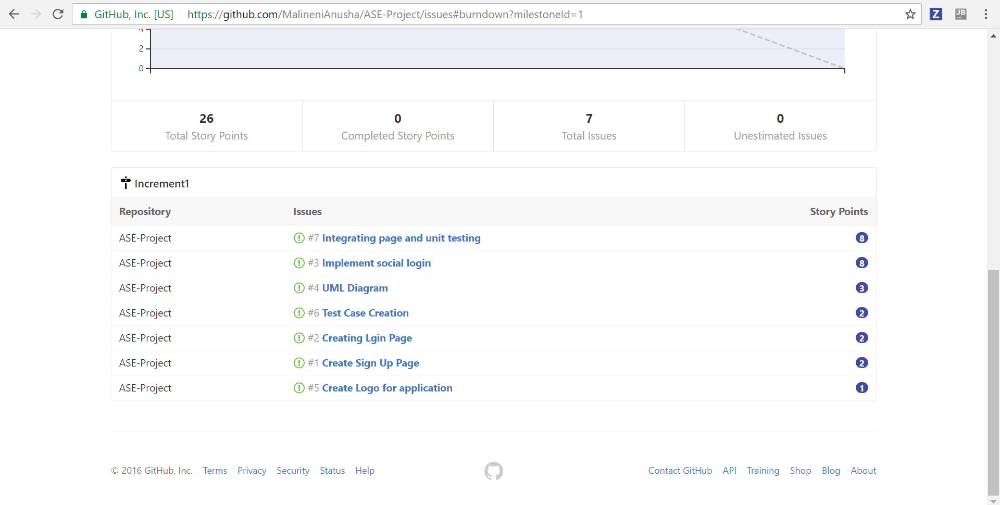 GitHub, Inc. [US] https://github.com/MalineniAnusha/ASE-Project/issues#burndown?milestoneId=1
Z
JB
4
2
0
26 0 7 0
Total Story Points Completed Story Points Total Issues Unestimated Issues
Increment1
Repository Issues Story Points
ASE-Project #7 Integrating page and unit testing 8
ASE-Project #3 Implement social login 8
ASE-Project #4 UML Diagram 3
ASE-Project #6 Test Case Creation 2
ASE-Project #2 Creating Lgin Page 2
ASE-Project #1 Create Sign Up Page 2
ASE-Project #5 Create Logo for application 1
© 2016 GitHub, Inc. Terms Privacy Security Status Help Contact GitHub API Training Shop Blog About